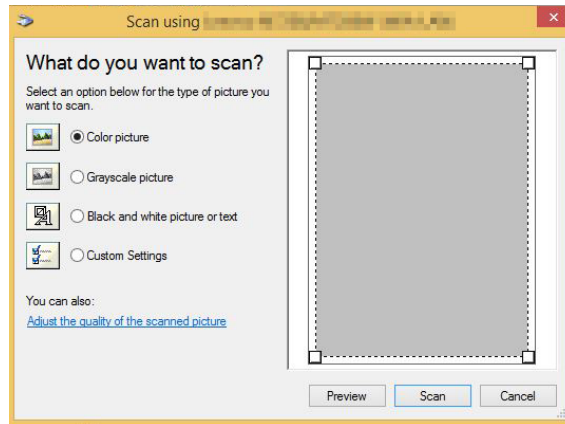 Scan using
What do you want to scan?
Select an option below for the type of picture you
want to scan.
Color picture
Grayscale picture
Black and white picture or text
Custom Settings
You can also:
Adjust the quality of the scanned picture
Preview Scan Cancel